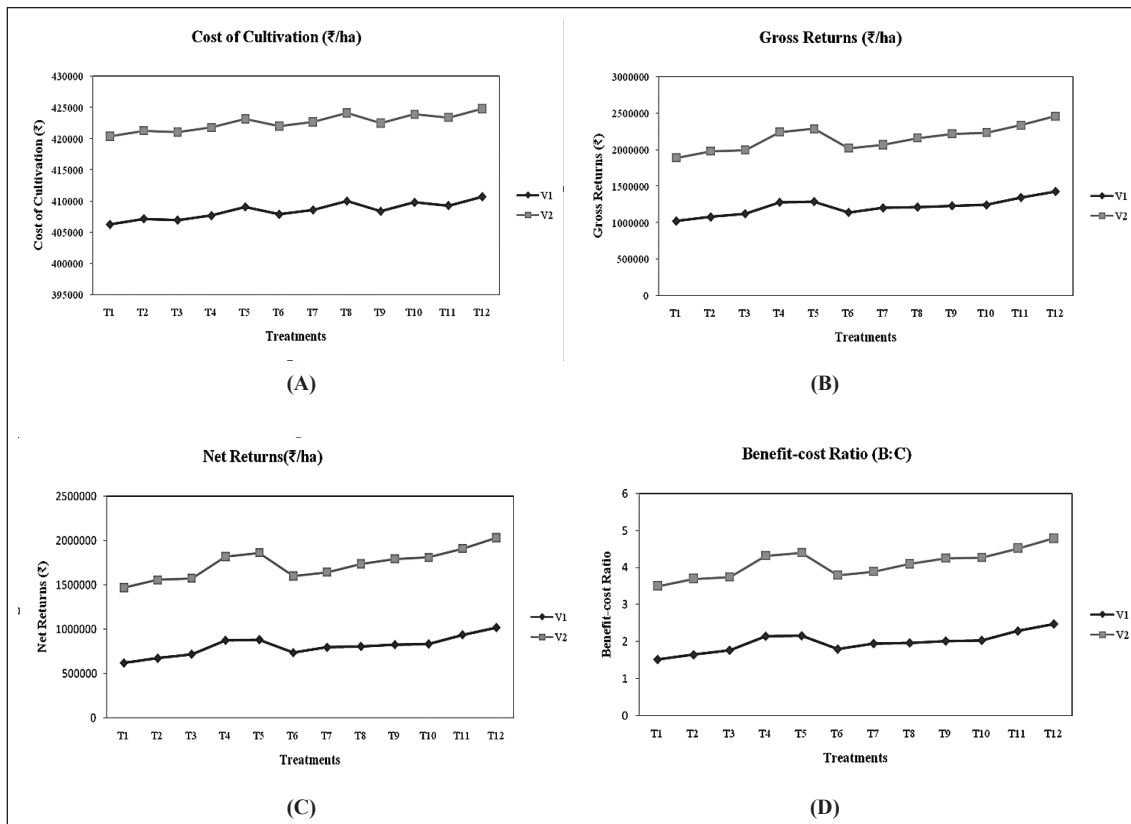 Cost of Cultivation (₹/ha)
Cost of Cultivation (₹)
430000
425000
420000
415000
410000
405000
400000
395000
T1 T2 T3 T4 T5 T6 T7 T8 T9 T10 T11 T12
Treatments
V1
V2
(A)
Gross Returns (₹/ha)
Gross Returns (₹)
3000000
2500000
2000000
1500000
1000000
500000
0
T1 T2 T3 T4 T5 T6 T7 T8 T9 T10 T11 T12
Treatments
V1
V2
(B)
Net Returns(₹/ha)
Net Returns (₹)
2500000
2000000
1500000
1000000
500000
0
T1 T2 T3 T4 T5 T6 T7 T8 T9 T10 T11 T12
Treatments
V1
V2
(C)
Benefit-cost Ratio (B:C)
Benefit-cost Ratio
6
5
4
3
2
1
0
T1 T2 T3 T4 T5 T6 T7 T8 T9 T10 T11 T12
Treatments
V1
V2
(D)